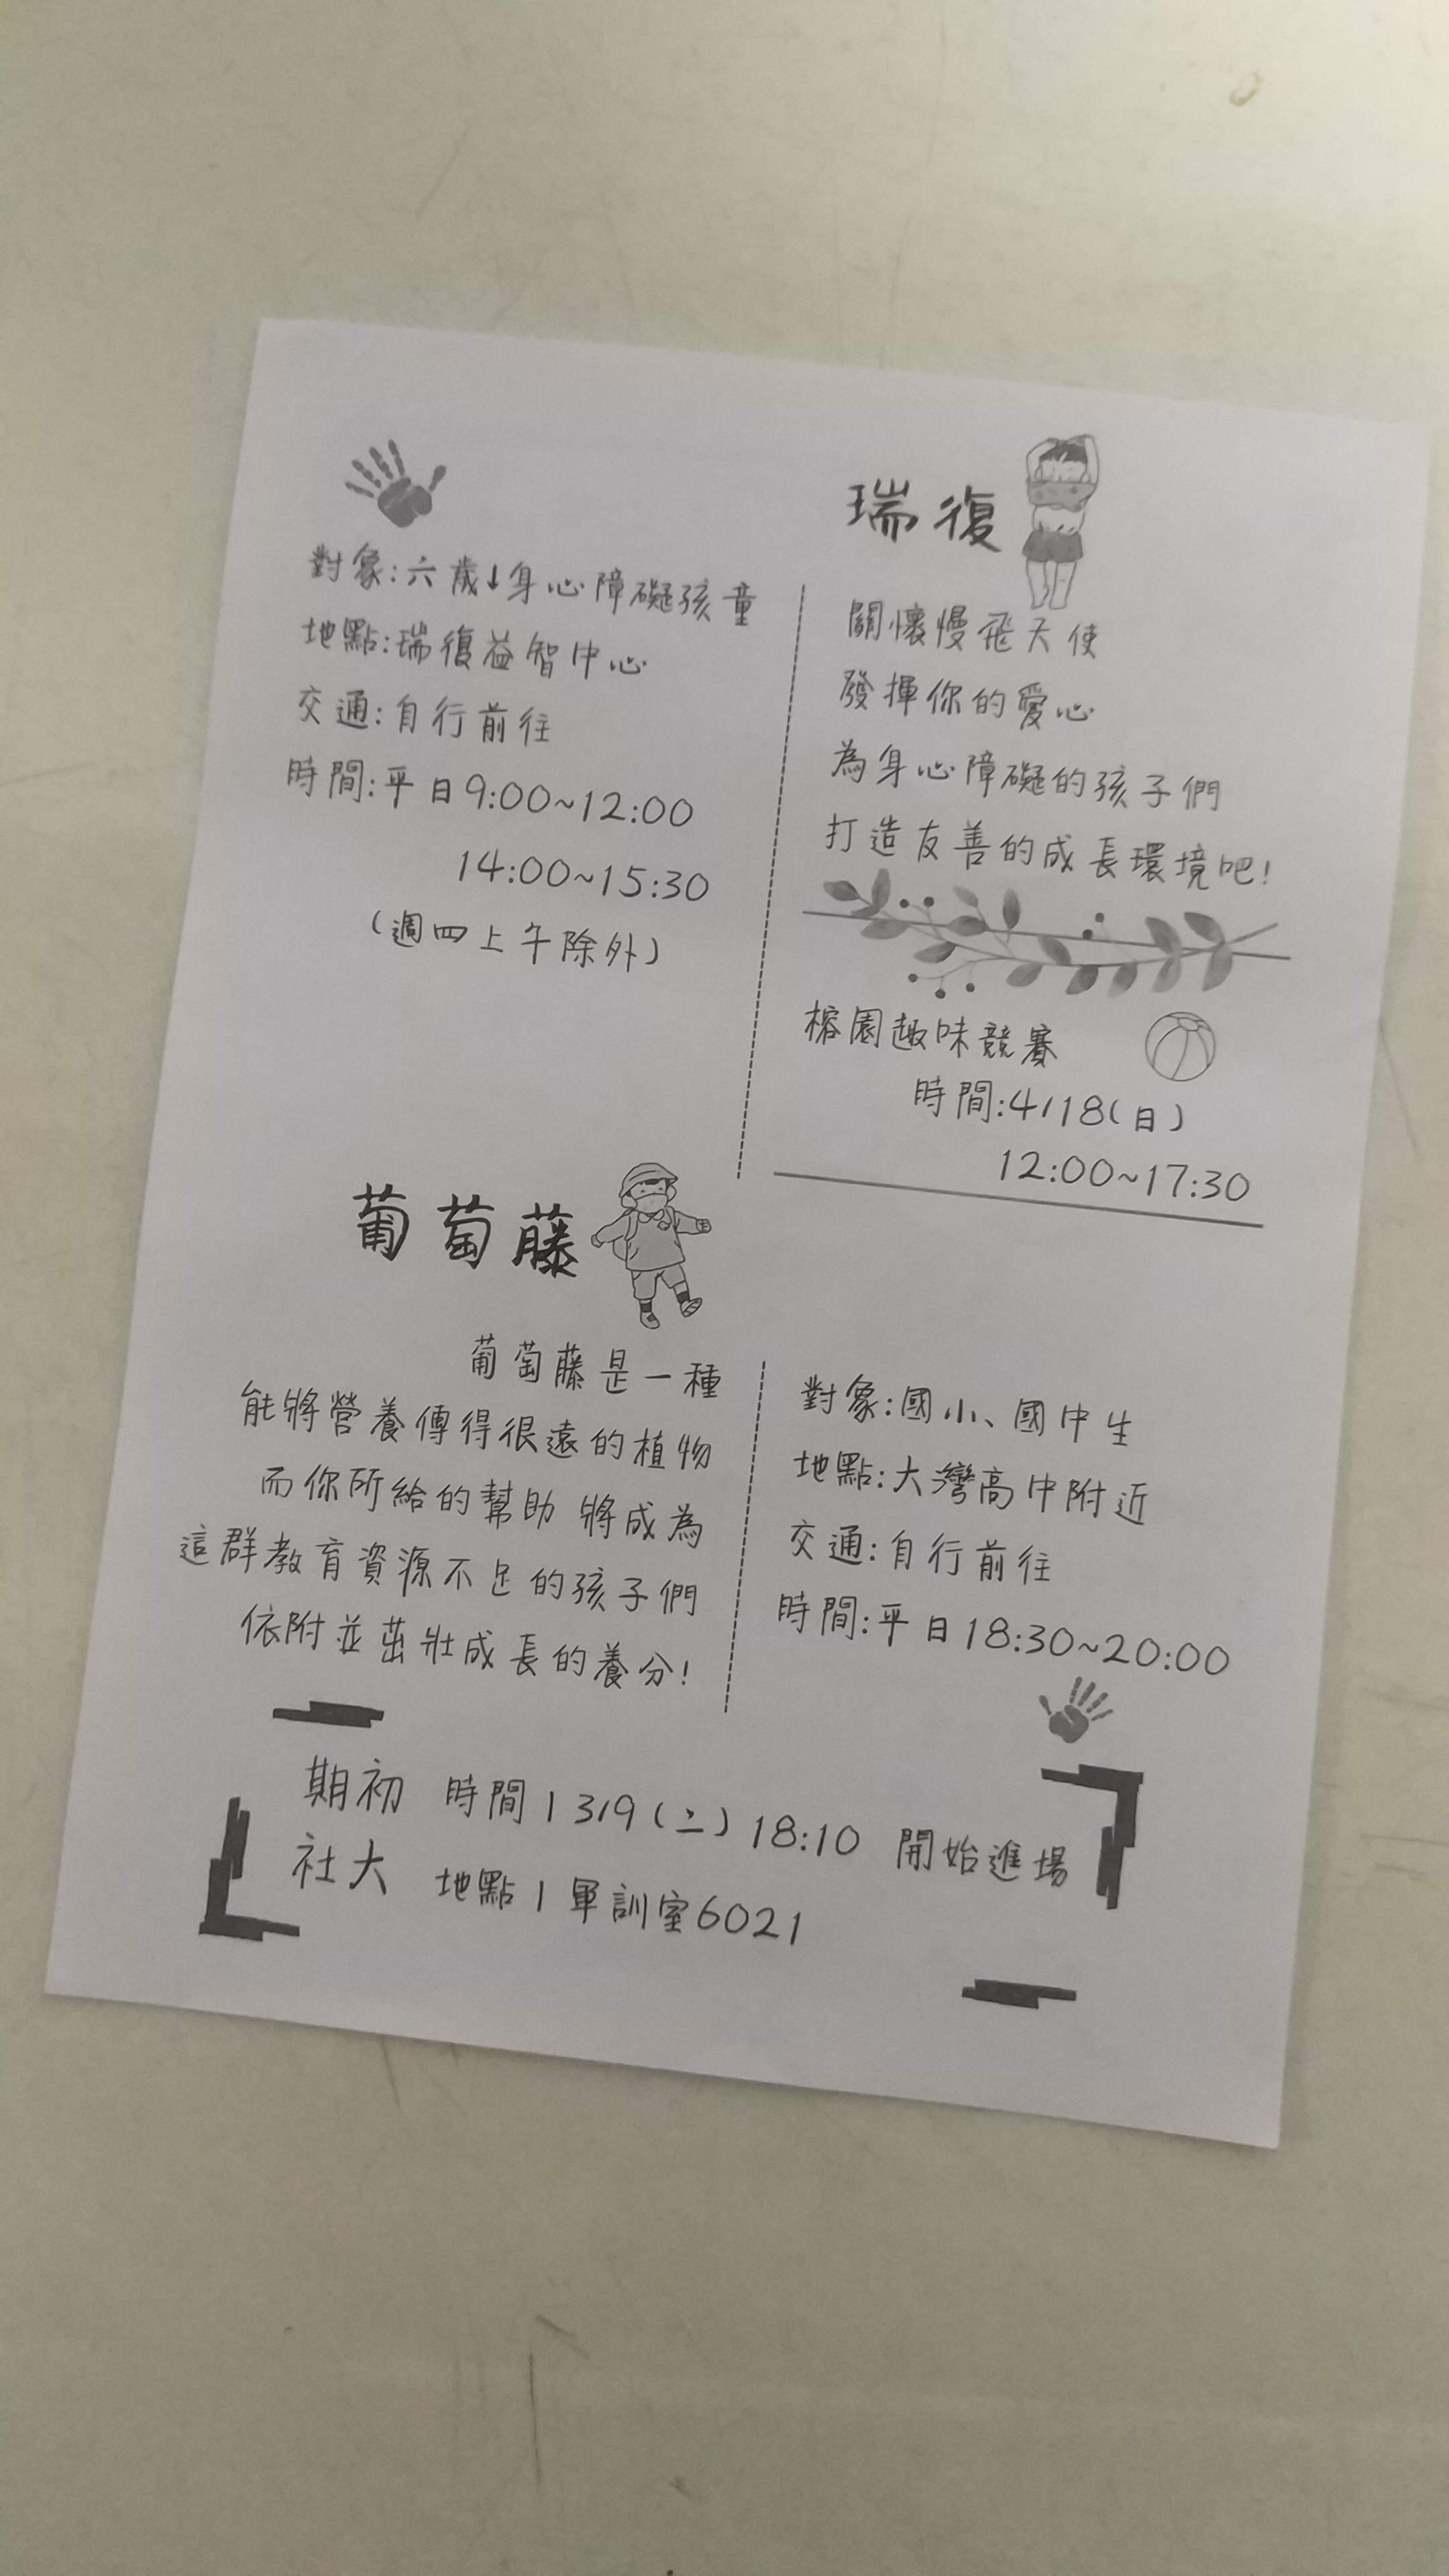 瑞復
關懷慢飛天使
發揮你的愛心
為身心障礙的孩子們
打造友善的成長環境吧!
對象:六歲↓身心障礙孩童
地點:瑞復益智中心
交通:自行前往
時間:平日9:00~12:00
14:00~15:30
(週四上午除外)
榕園趣味競賽
時間:4/18(日)
12:00~17:30
葡萄藤
葡萄藤是一種
能將營養傳得很遠的植物
而你所給的幫助 將成為
這群教育資源不足的孩子們
依附並茁壯成長的養分!
對象:國小、國中生
地點:大灣高中附近
交通:自行前往
時間:平日18:30~20:00
期初 時間| 3/9(二) 18:10 開始進場
社大 地點| 軍訓室6021